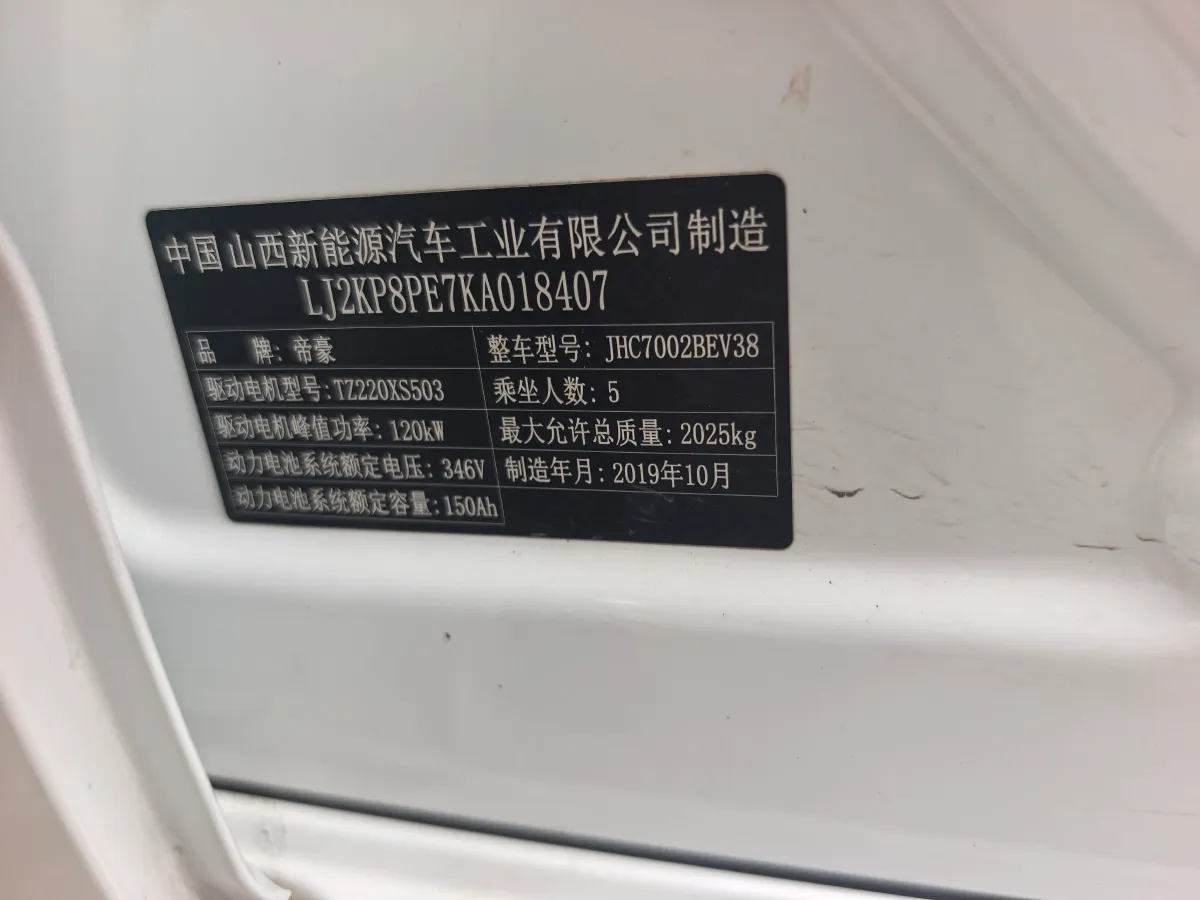 中国 山西新能源汽车工业有限公司制造
LJ2KP8PE7KA018407
品 牌: 帝豪 整车型号: JHC7002BEV38
驱动电机型号: TZ220XS503 乘坐人数: 5
驱动电机峰值功率: 120kW 最大允许总质量: 2025kg
动力电池系统额定电压: 346V 制造年月: 2019年10月
动力电池系统额定容量: 150Ah